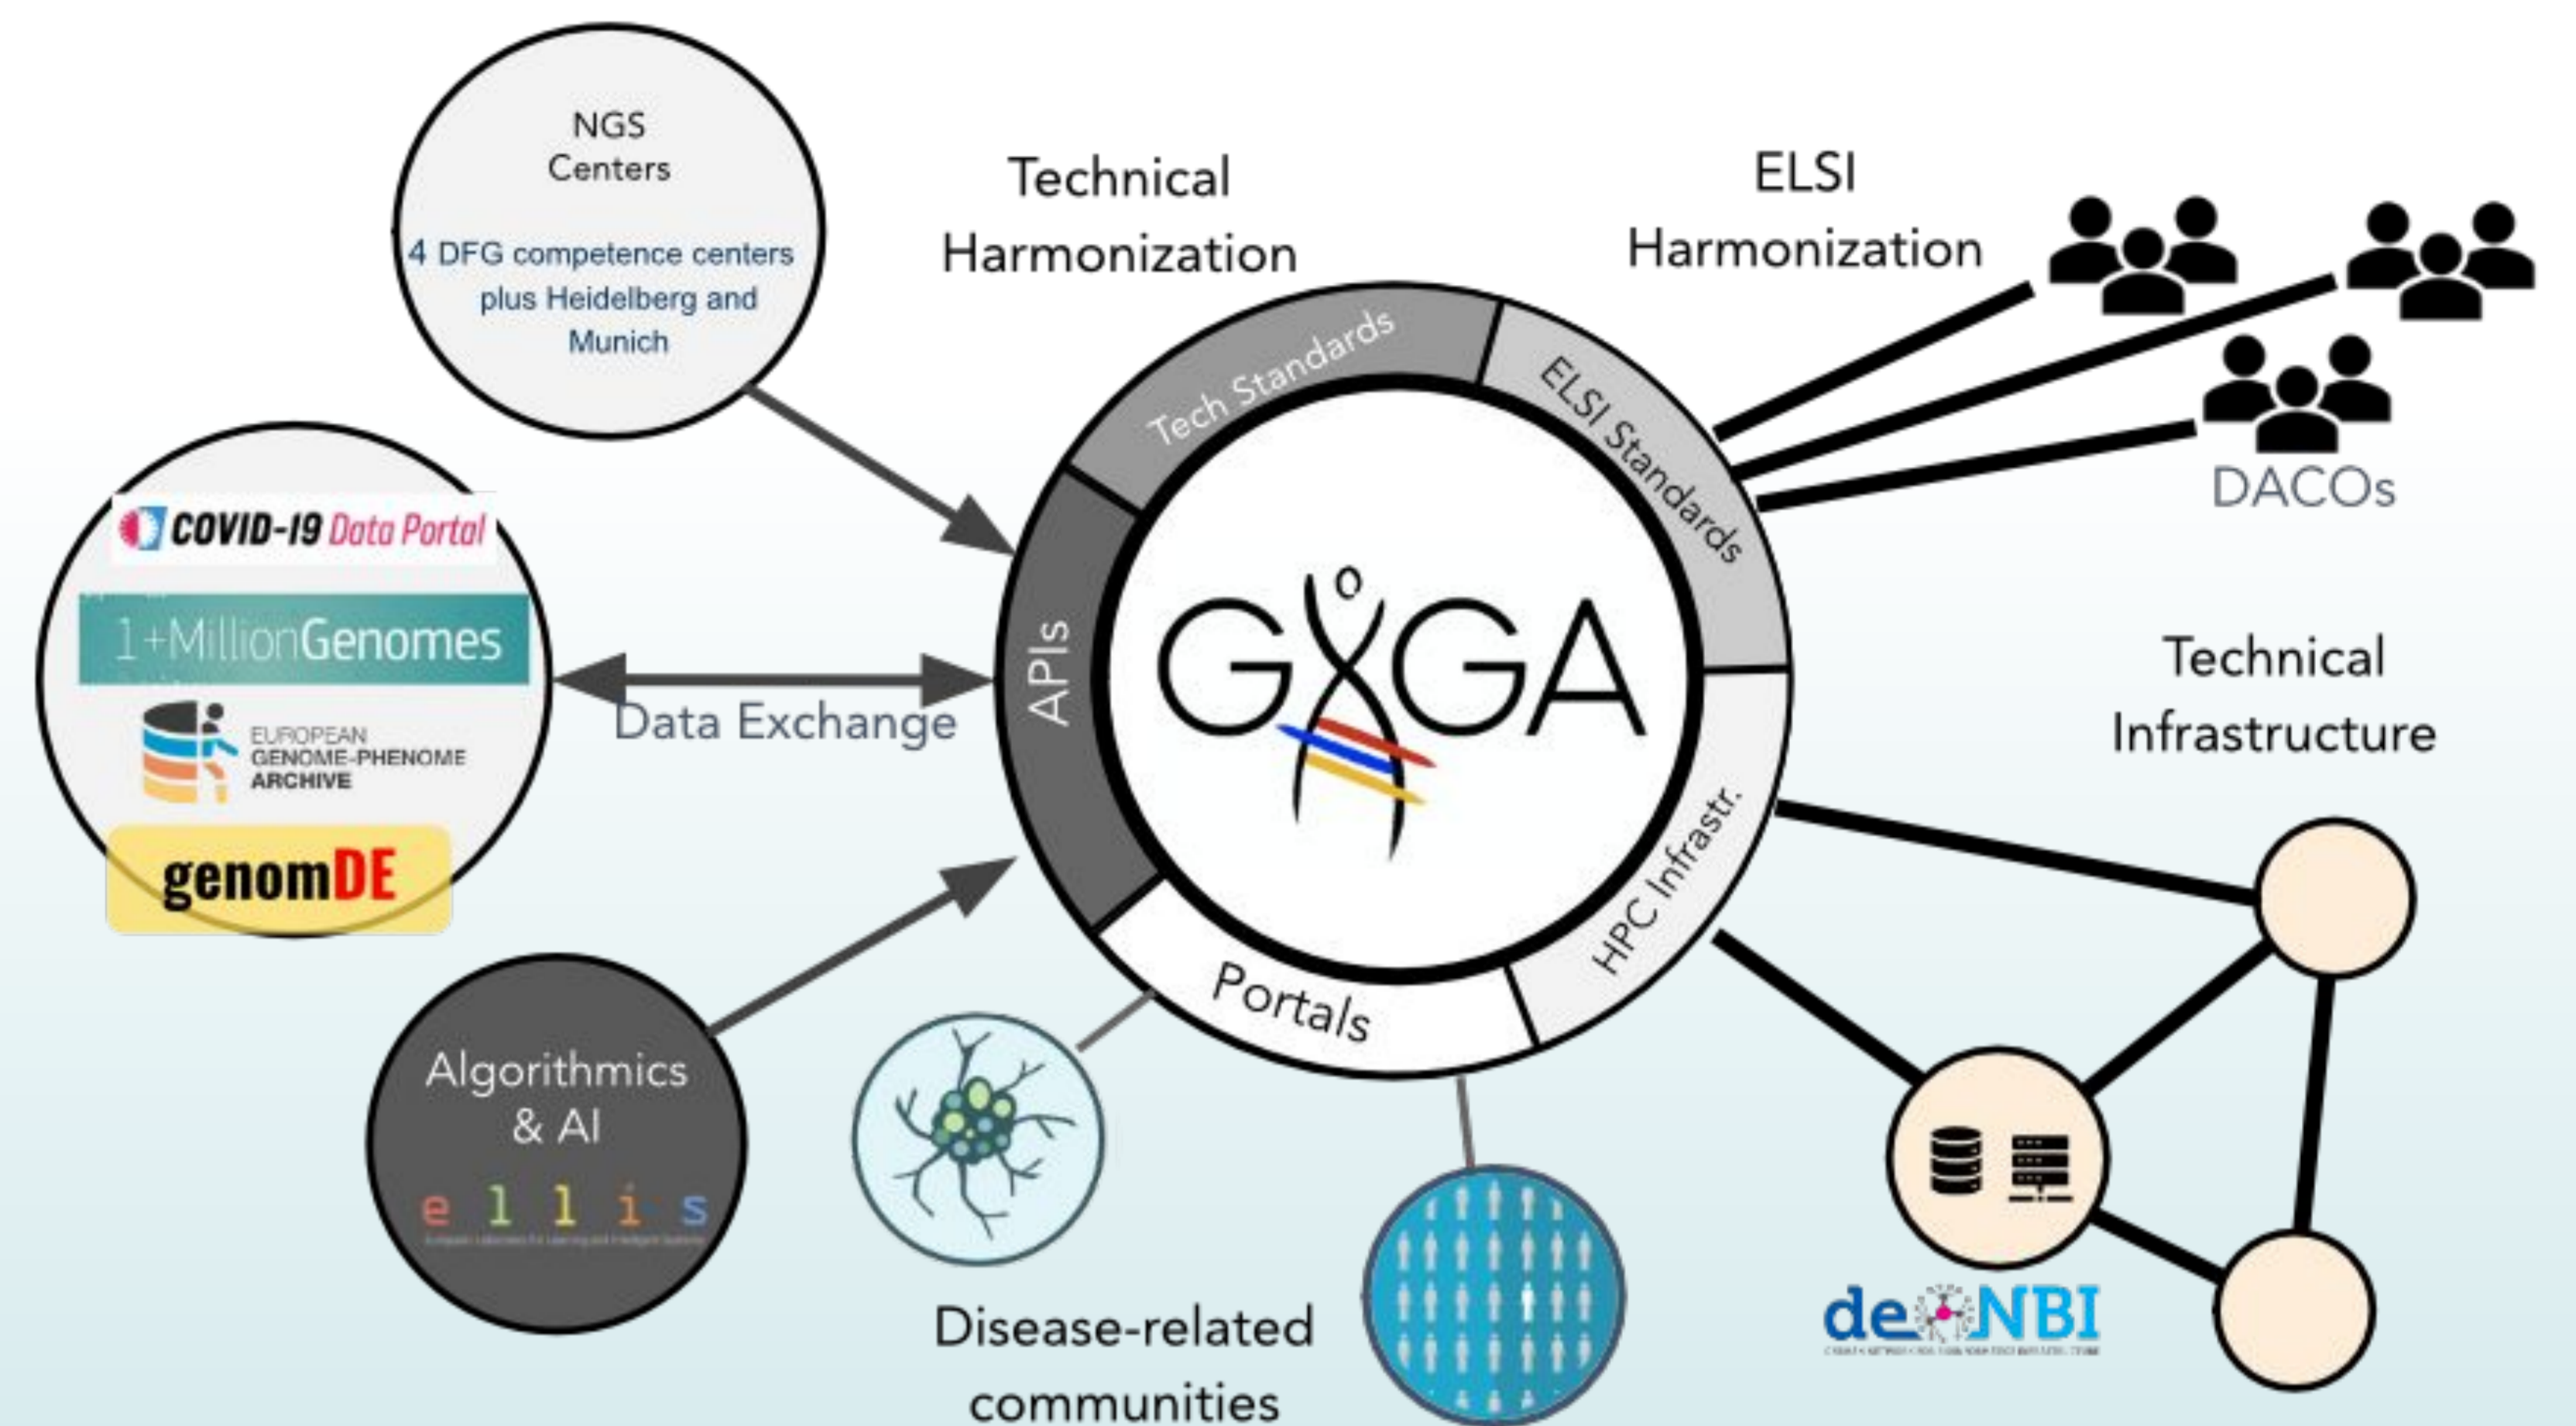 NGS
Centers
4 DFG competence centers
plus Heidelberg and
Munich
Technical
Harmonization
ELSI
Harmonization
DACOs
COVID-19 Data Portal
1+MillionGenomes
EUROPEAN
GENOME-PHENOME
ARCHIVE
genomDE
Data Exchange
APIs
Tech Standards
ELSI Standards
HPC Infrastr.
Portals
GHGA
Technical
Infrastructure
Algorithmics
& AI
ellis
Disease-related
communities
de NBI